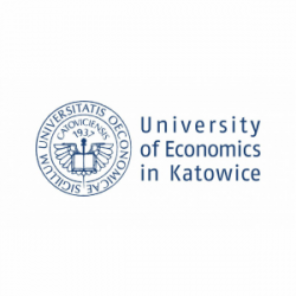 SIGILLUM UNIVERSITATIS OECONOMICAE
CATOVICIENSIS
1937
University
of Economics
in Katowice